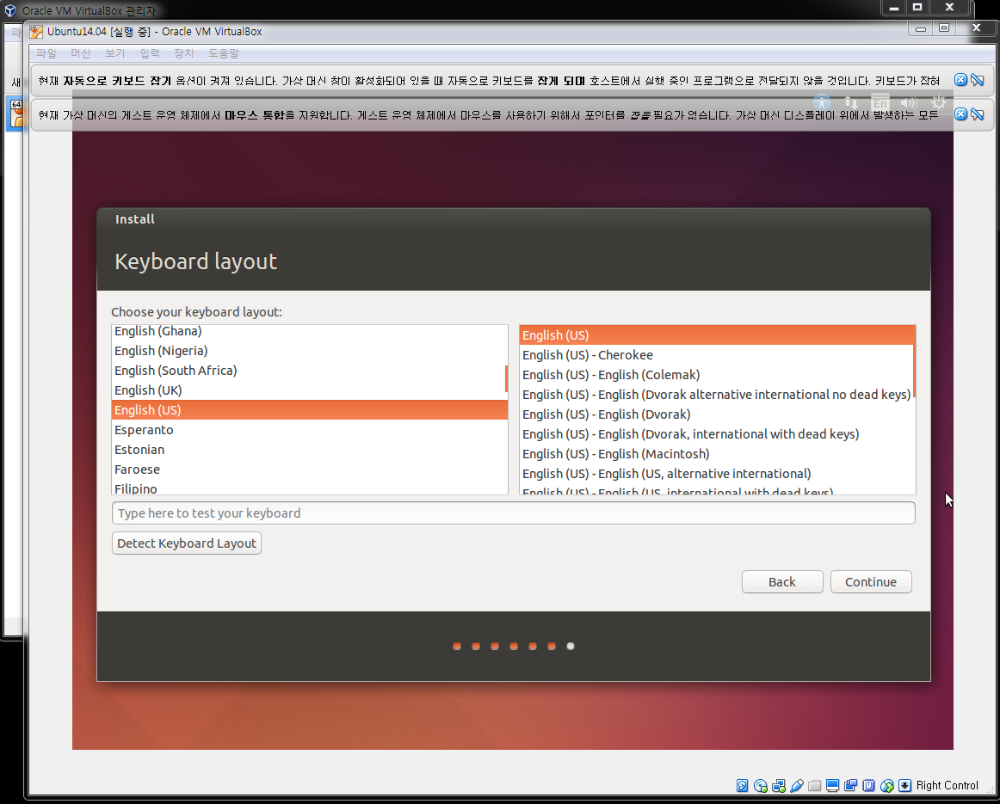 Oracle VM VirtualBox 관리자
Ubuntu14.04 [실행 중] - Oracle VM VirtualBox
파일 머신 보기 입력 장치 도움말
현재 자동으로 키보드 잡기 옵션이 켜져 있습니다. 가상 머신 창이 활성화되어 있을 때 자동으로 키보드를 잡게 되며 호스트에서 실행 중인 프로그램으로 전달되지 않을 것입니다. 키보드가 잡혀
현재 가상 머신의 게스트 운영 체제에서 마우스 통합을 지원합니다. 게스트 운영 체제에서 마우스를 사용하기 위해서 포인터를 잡을 필요가 없습니다. 가상 머신 디스플레이 위에서 발생하는 모든
파
새
64
En
Install
Keyboard layout
Choose your keyboard layout:
English (Ghana)
English (Nigeria)
English (South Africa)
English (UK)
English (US)
Esperanto
Estonian
Faroese
Filipino
English (US)
English (US) - Cherokee
English (US) - English (Colemak)
English (US) - English (Dvorak alternative international no dead keys)
English (US) - English (Dvorak)
English (US) - English (Dvorak, international with dead keys)
English (US) - English (Macintosh)
English (US) - English (US, alternative international)
English (US) - English (US, international with dead keys)
Type here to test your keyboard
Detect Keyboard Layout
Back Continue
Right Control